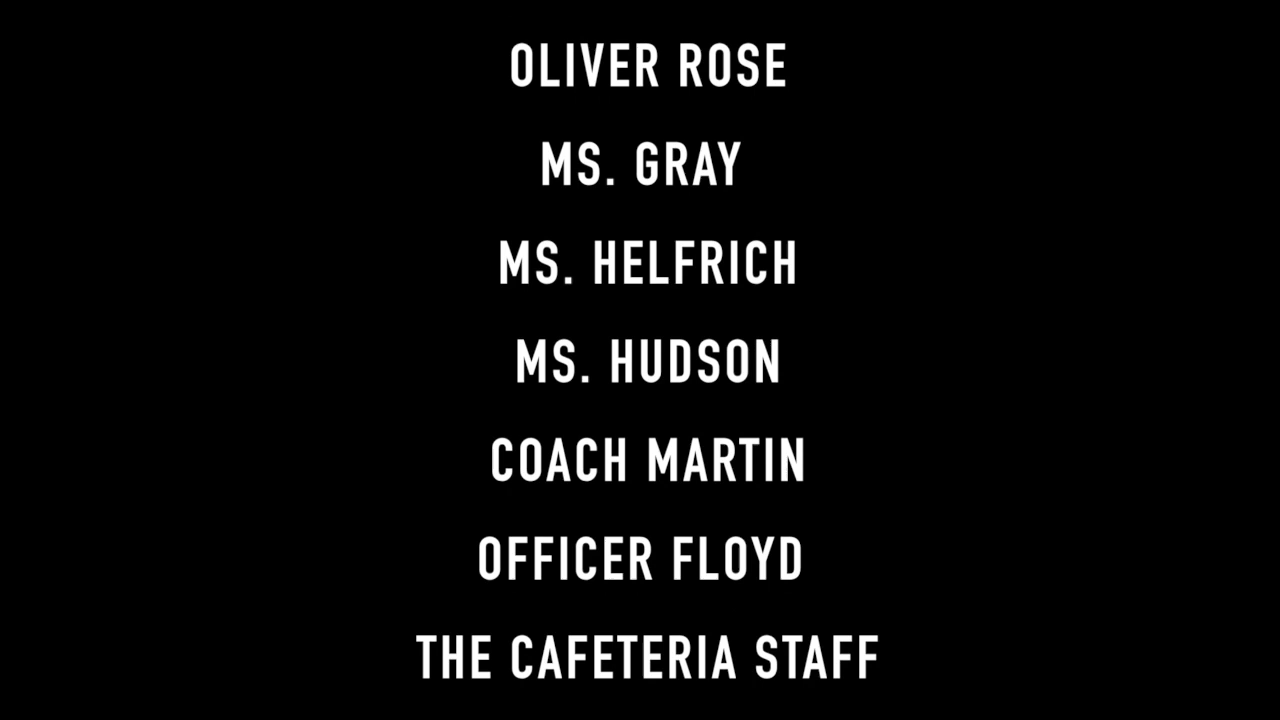 OLIVER ROSE
MS. GRAY
MS. HELFRICH
MS. HUDSON
COACH MARTIN
OFFICER FLOYD
THE CAFETERIA STAFF